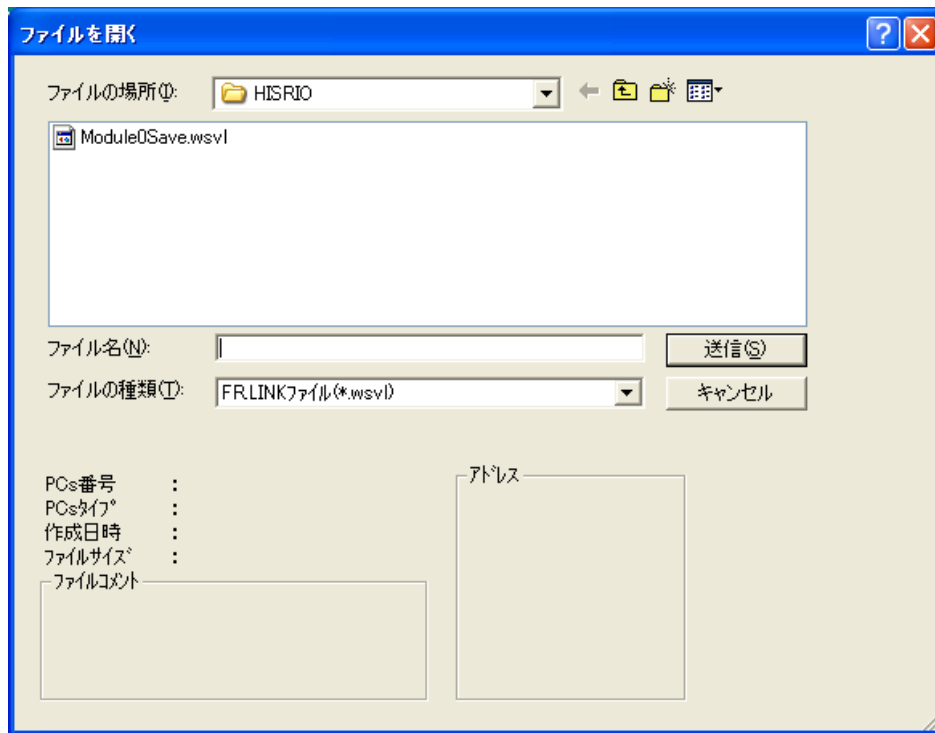 ファイルを開く
ファイルの場所(I): HISRIO
Module0Save.wsvl
ファイル名(N): 送信(S)
ファイルの種類(T): FR.LINKファイル(*.wsvl) キャンセル
PCs番号 :
PCsﾀｲﾌﾟ :
作成日時 :
ﾌｧｲﾙｻｲｽﾞ :
ﾌｧｲﾙｺﾒﾝﾄ
ｱﾄﾞﾚｽ